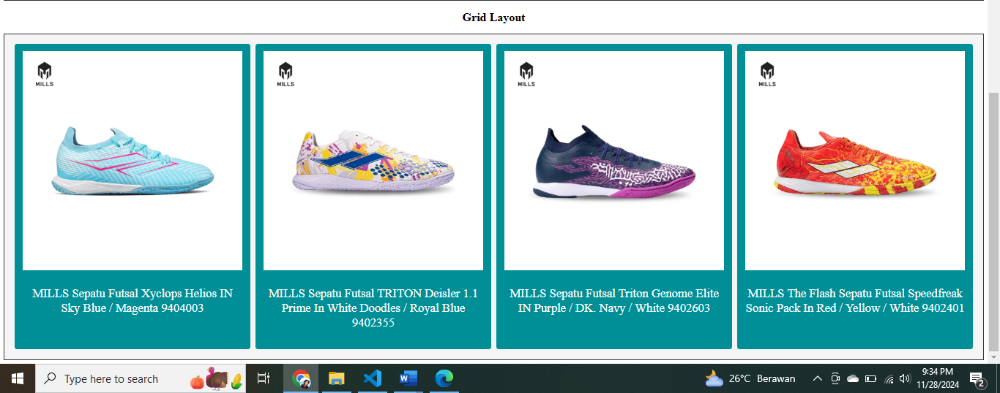 Grid Layout
MILLS
MILLS
MILLS
MILLS
MILLS Sepatu Futsal Xyclops Helios IN
Sky Blue / Magenta 9404003
MILLS Sepatu Futsal TRITON Deisler 1.1
Prime In White Doodles / Royal Blue
9402355
MILLS Sepatu Futsal Triton Genome Elite
IN Purple / DK. Navy / White 9402603
MILLS The Flash Sepatu Futsal Speedfreak
Sonic Pack In Red / Yellow / White 9402401
Type here to search
26°C Berawan
9:34 PM
11/28/2024
2